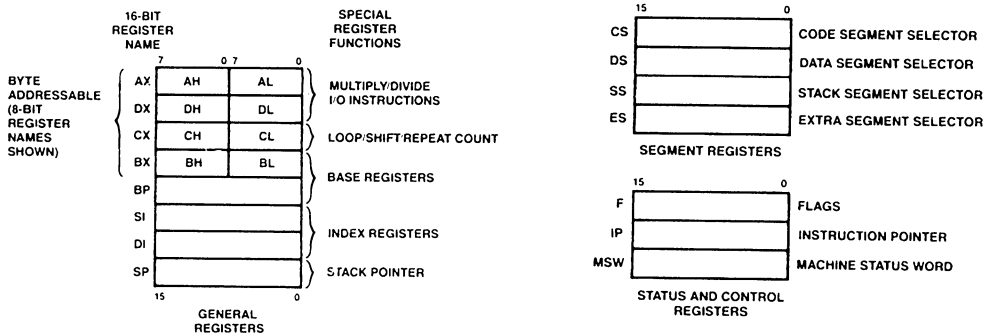 16-BIT
REGISTER
NAME
SPECIAL
REGISTER
FUNCTIONS
7 0 7 0
BYTE
ADDRESSABLE
(8-BIT
REGISTER
NAMES
SHOWN)
AX AH AL
DX DH DL
MULTIPLY/DIVIDE
I/O INSTRUCTIONS
CX CH CL LOOP/SHIFT/REPEAT COUNT
BX BH BL
BP
BASE REGISTERS
SI
DI
INDEX REGISTERS
SP STACK POINTER
15 0
GENERAL
REGISTERS
15 0
CS CODE SEGMENT SELECTOR
DS DATA SEGMENT SELECTOR
SS STACK SEGMENT SELECTOR
ES EXTRA SEGMENT SELECTOR
SEGMENT REGISTERS
15 0
F FLAGS
IP INSTRUCTION POINTER
MSW MACHINE STATUS WORD
STATUS AND CONTROL
REGISTERS